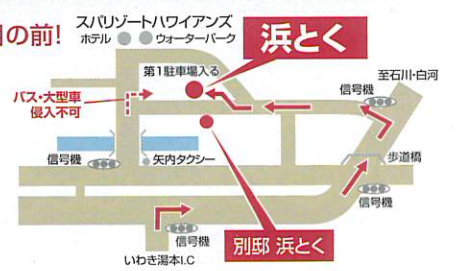 の前!
スパリゾートハワイアンズ
ホテル ウォーターパーク
浜とく
第1駐車場入る
至石川・白河
信号機
バス・大型車
侵入不可
信号機
矢内タクシー
歩道橋
信号機
信号機
別邸 浜とく
いわき湯本I.C